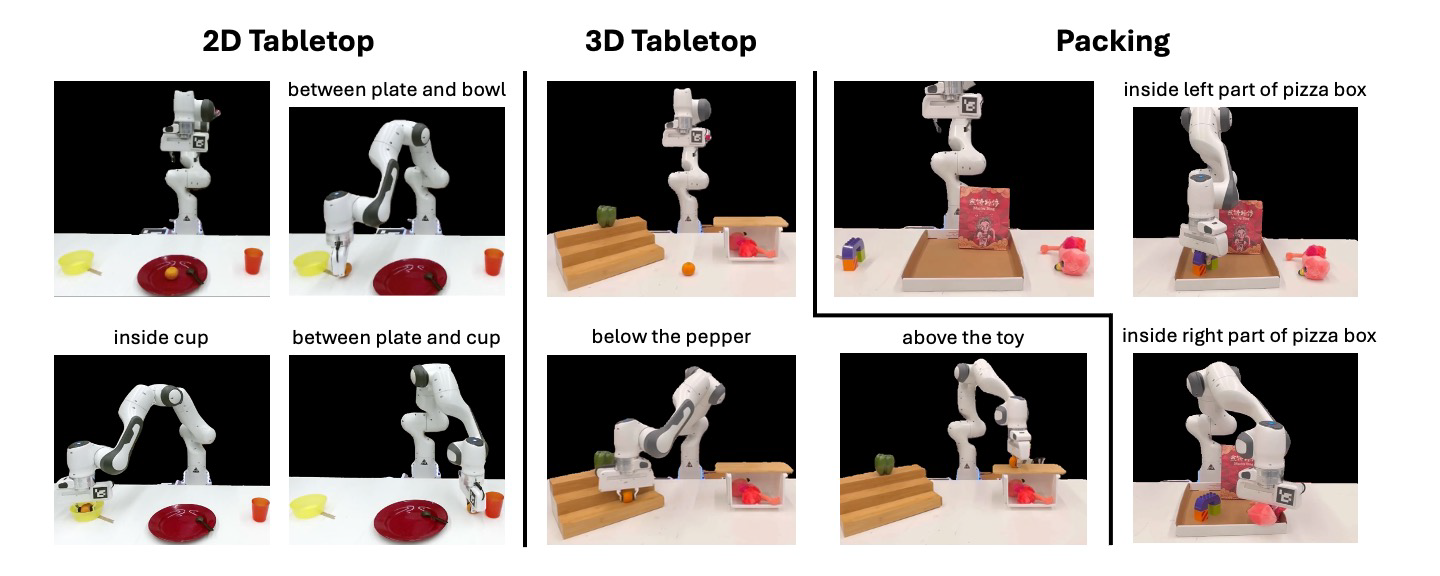 2D Tabletop
3D Tabletop
Packing
between plate and bowl
inside left part of pizza box
inside cup
between plate and cup
below the pepper
above the toy
inside right part of pizza box